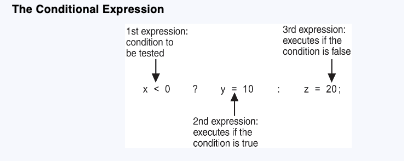 The Conditional Expression
1st expression:
condition to
be tested
3rd expression:
executes if the
condition is false
x < 0 ? y = 10 : z = 20;
2nd expression:
executes if the
condition is true